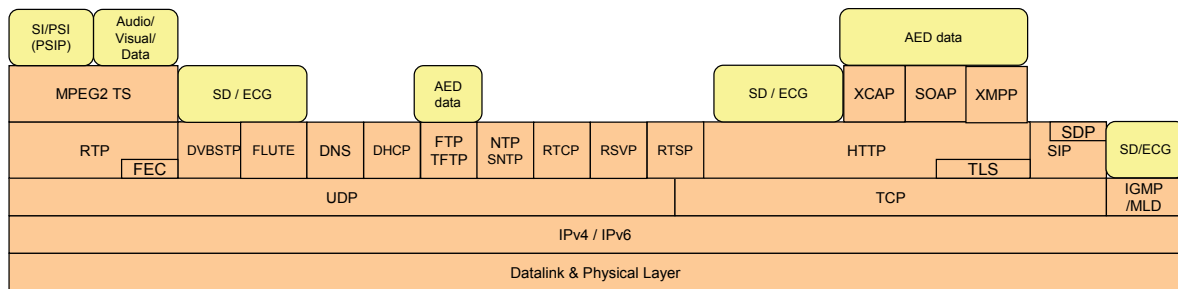 SI/PSI
(PSIP)
Audio/
Visual/
Data
AED data
MPEG2 TS
SD / ECG
AED
data
SD / ECG
XCAP
SOAP
XMPP
RTP
FEC
DVBSTP
FLUTE
DNS
DHCP
FTP
TFTP
NTP
SNTP
RTCP
RSVP
RTSP
HTTP
TLS
SDP
SIP
SD/ECG
UDP
TCP
IGMP
/MLD
IPv4 / IPv6
Datalink & Physical Layer